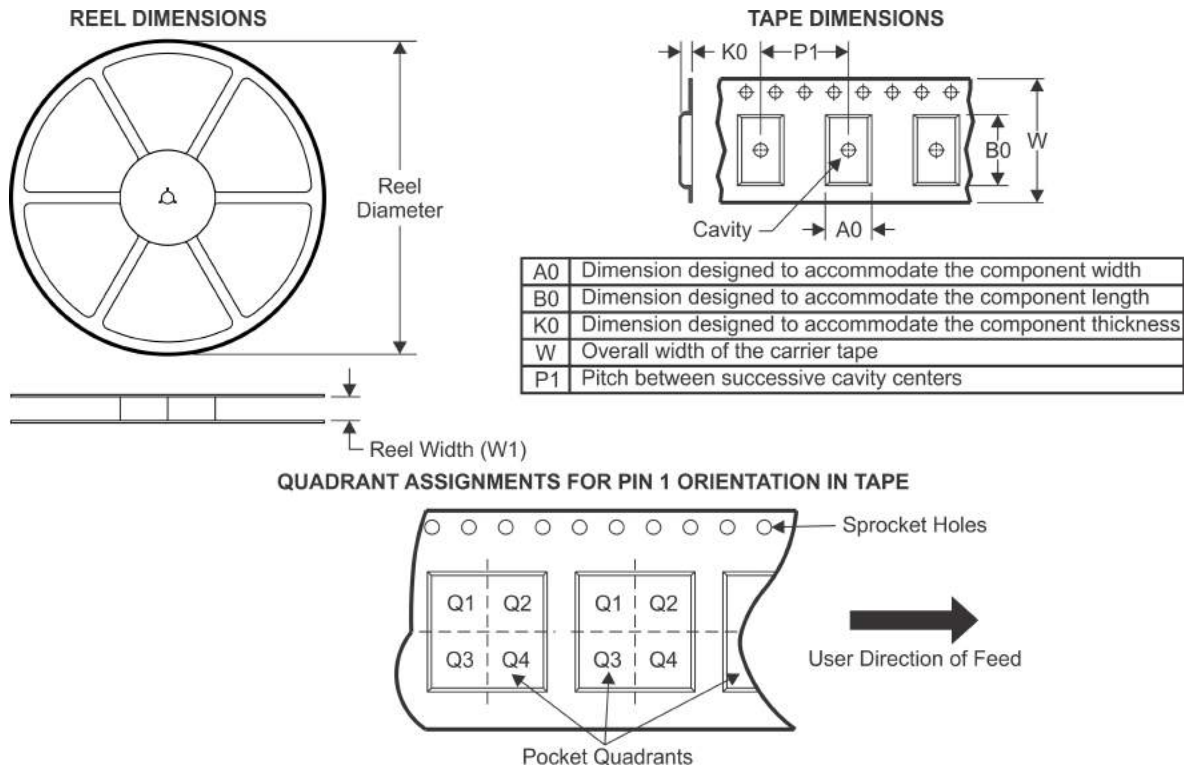 REEL DIMENSIONS
Reel
Diameter
Reel Width (W1)
TAPE DIMENSIONS
K0
P1
B0
W
Cavity
A0
A0 Dimension designed to accommodate the component width
B0 Dimension designed to accommodate the component length
K0 Dimension designed to accommodate the component thickness
W Overall width of the carrier tape
P1 Pitch between successive cavity centers
QUADRANT ASSIGNMENTS FOR PIN 1 ORIENTATION IN TAPE
Sprocket Holes
Q1 Q2 Q1 Q2
Q3 Q4 Q3 Q4
User Direction of Feed
Pocket Quadrants